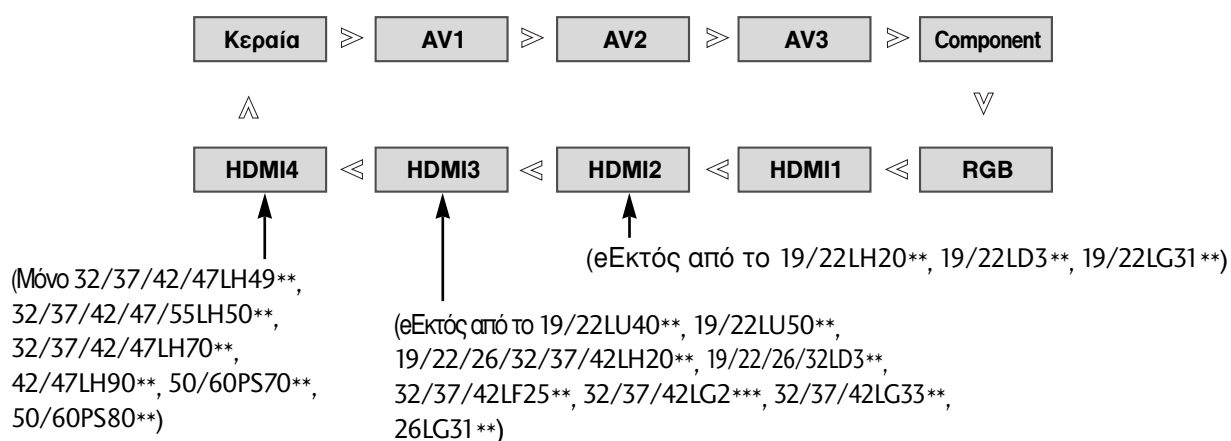 Κεραία AV1 AV2 AV3 Component
HDMI4 HDMI3 HDMI2 HDMI1 RGB
(eΕκτός από το 19/22LH20**, 19/22LD3**, 19/22LG31**)
(Μόνο 32/37/42/47LH49**,
32/37/42/47/55LH50**,
32/37/42/47LH70**,
42/47LH90**, 50/60PS70**,
50/60PS80**)
(eΕκτός από το 19/22LU40**, 19/22LU50**,
19/22/26/32/37/42LH20**, 19/22/26/32LD3**,
32/37/42LF25**, 32/37/42LG2***, 32/37/42LG33**,
26LG31**)